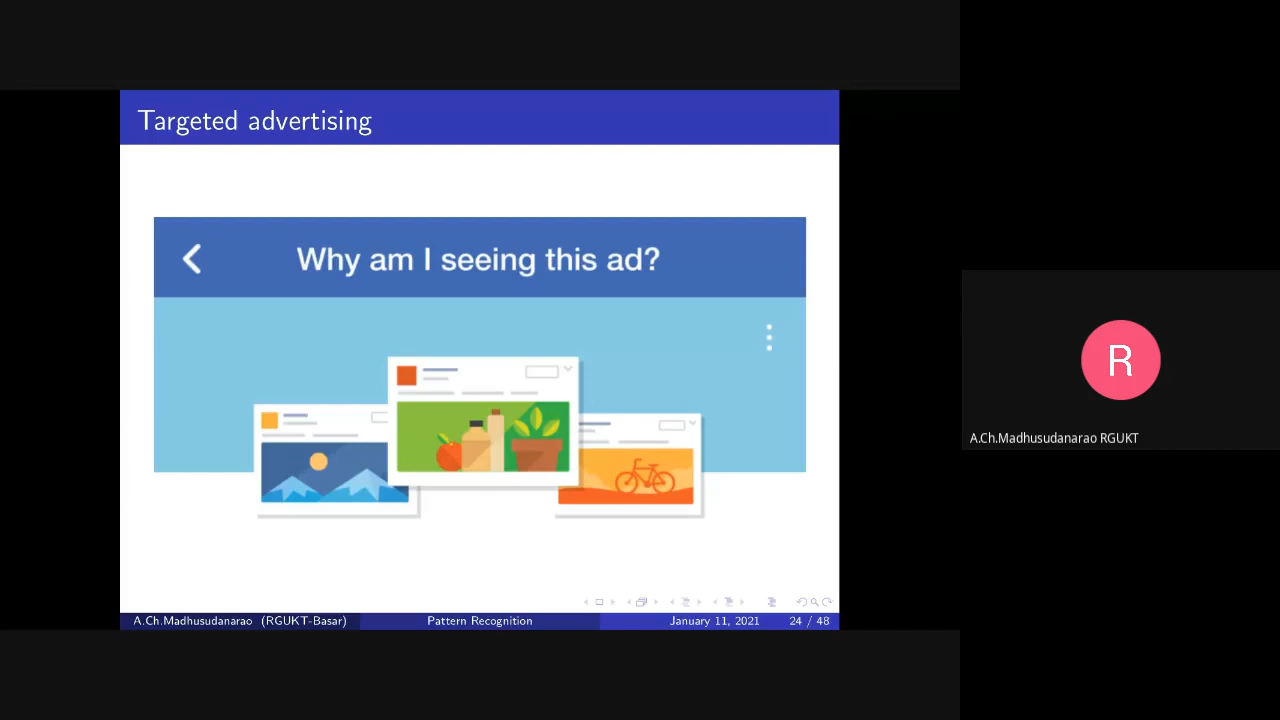 Targeted advertising
Why am I seeing this ad?
R
A.Ch.Madhusudanarao RGUKT
A.Ch.Madhusudanarao (RGUKT-Basar) Pattern Recognition January 11, 2021 24 / 48